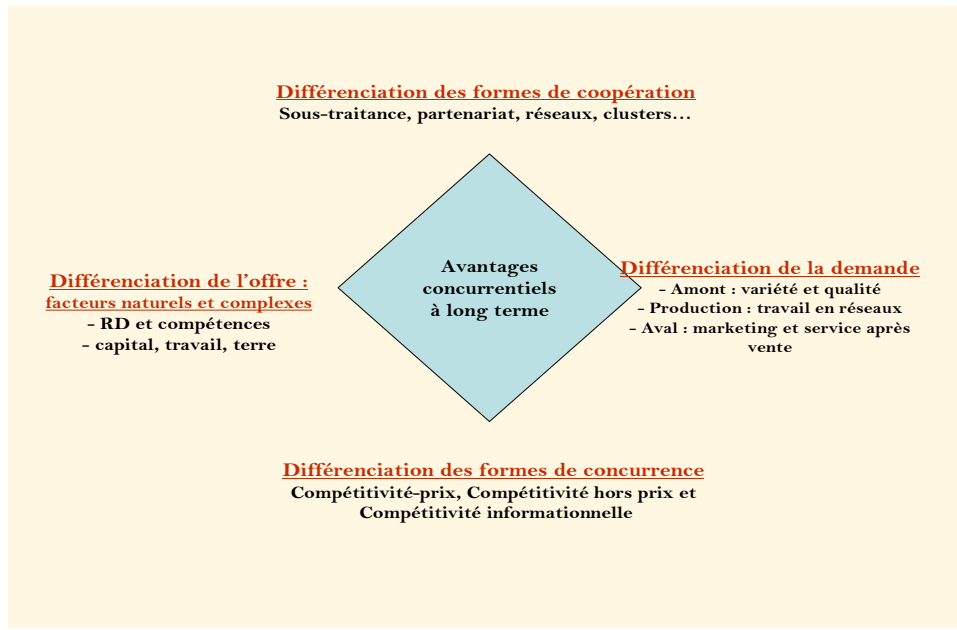 Différenciation des formes de coopération
Sous-traitance, partenariat, réseaux, clusters…
Différenciation de l’offre :
facteurs naturels et complexes
- RD et compétences
- capital, travail, terre
Avantages
concurrentiels
à long terme
Différenciation de la demande
- Amont : variété et qualité
- Production : travail en réseaux
- Aval : marketing et service après
vente
Différenciation des formes de concurrence
Compétitivité-prix, Compétitivité hors prix et
Compétitivité informationnelle